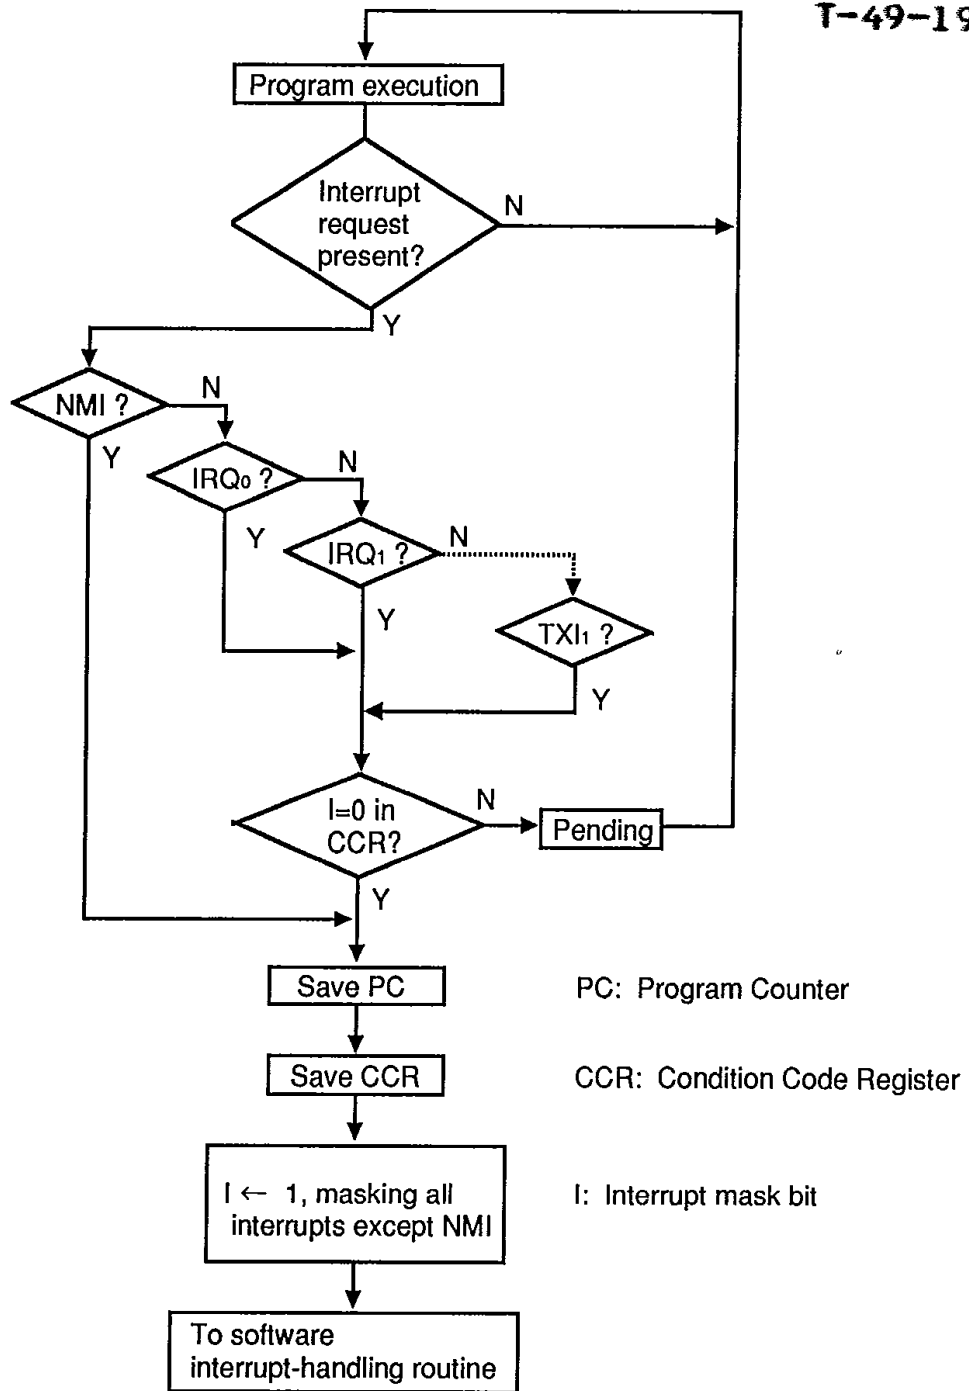 T-49-19
Program execution
Interrupt
request
present?
N
Y
NMI ?
N
Y
IRQ₀ ?
N
Y
IRQ₁ ?
N
Y
TXI₁ ?
Y
I=0 in
CCR?
N
Pending
Y
Save PC
PC: Program Counter
Save CCR
CCR: Condition Code Register
I ← 1, masking all
interrupts except NMI
I: Interrupt mask bit
To software
interrupt-handling routine